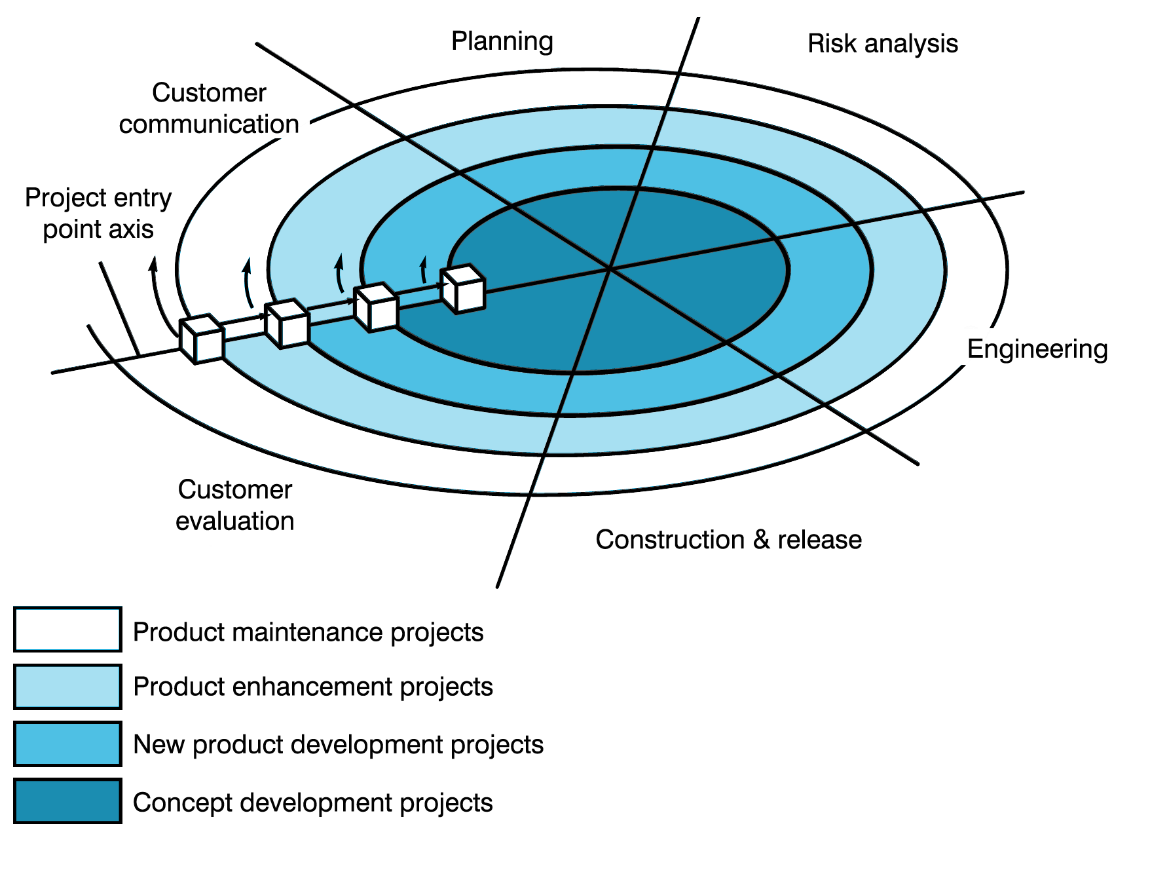 Planning
Risk analysis
Customer
communication
Project entry
point axis
Engineering
Customer
evaluation
Construction & release
Product maintenance projects
Product enhancement projects
New product development projects
Concept development projects